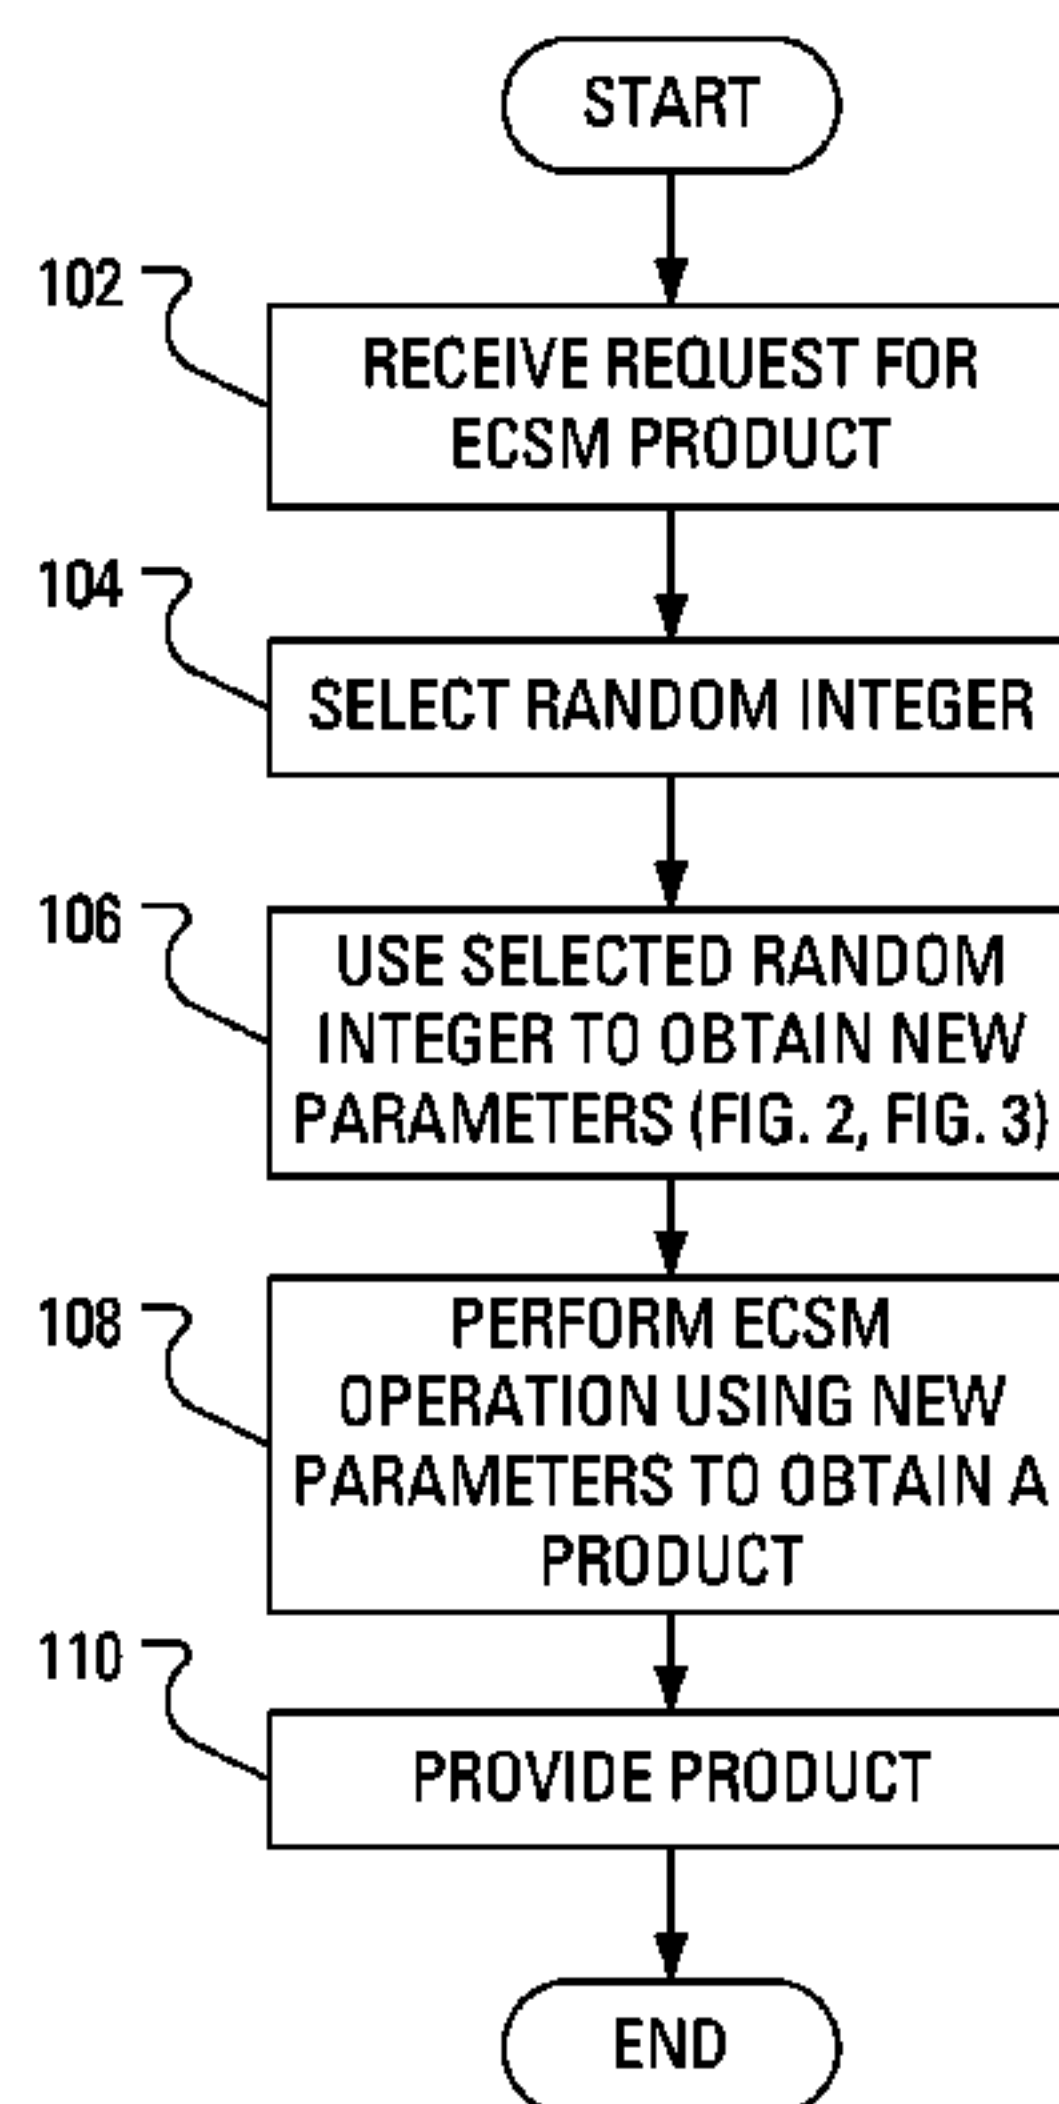 START
102
RECEIVE REQUEST FOR
ECSM PRODUCT
104
SELECT RANDOM INTEGER
106
USE SELECTED RANDOM
INTEGER TO OBTAIN NEW
PARAMETERS (FIG. 2, FIG. 3)
108
PERFORM ECSM
OPERATION USING NEW
PARAMETERS TO OBTAIN A
PRODUCT
110
PROVIDE PRODUCT
END